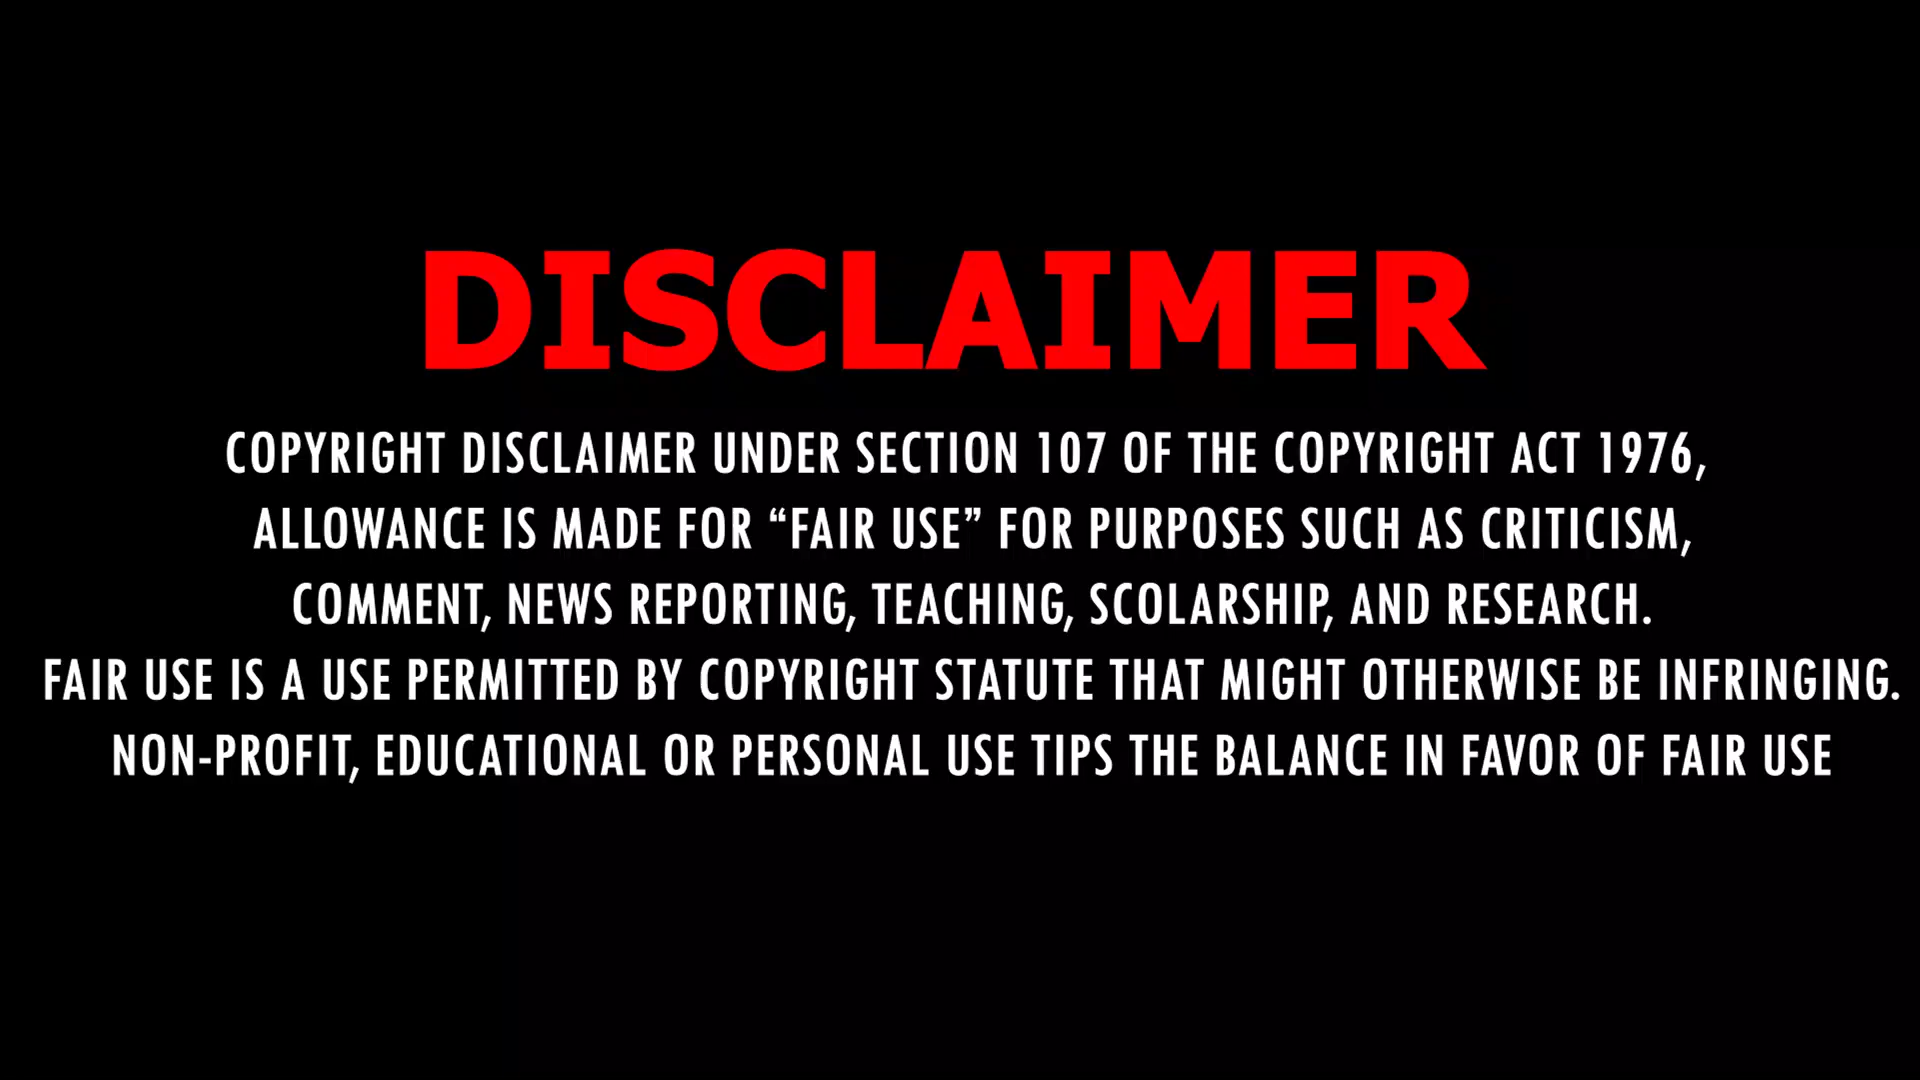 DISCLAIMER
COPYRIGHT DISCLAIMER UNDER SECTION 107 OF THE COPYRIGHT ACT 1976,
ALLOWANCE IS MADE FOR “FAIR USE” FOR PURPOSES SUCH AS CRITICISM,
COMMENT, NEWS REPORTING, TEACHING, SCOLARSHIP, AND RESEARCH.
FAIR USE IS A USE PERMITTED BY COPYRIGHT STATUTE THAT MIGHT OTHERWISE BE INFRINGING.
NON-PROFIT, EDUCATIONAL OR PERSONAL USE TIPS THE BALANCE IN FAVOR OF FAIR USE